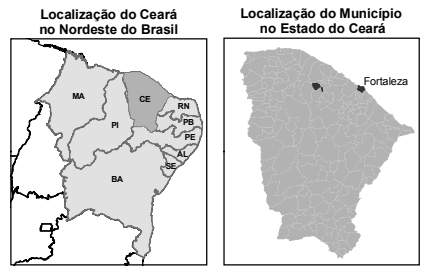 Localização do Ceará
no Nordeste do Brasil
MA
CE
RN
PB
PI
PE
AL
SE
BA
Localização do Município
no Estado do Ceará
Fortaleza